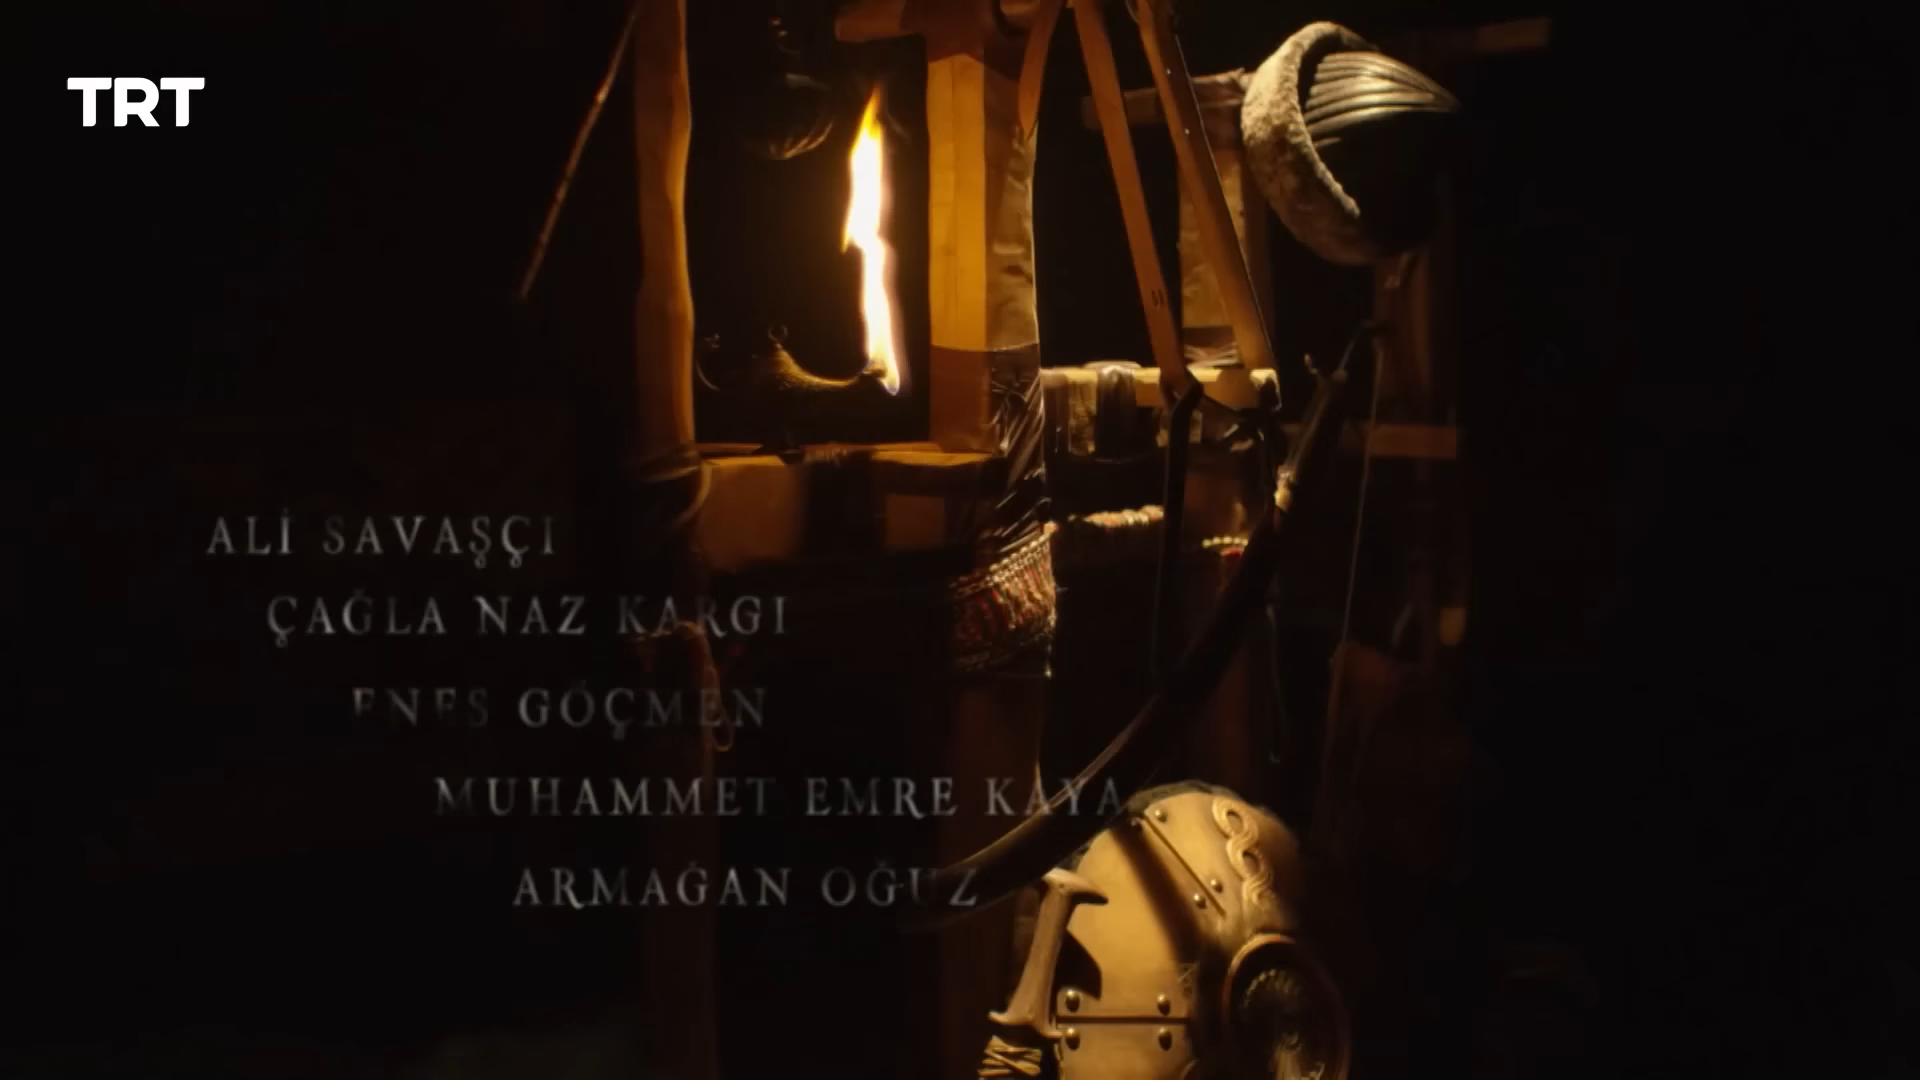 TRT
ALİ SAVAŞÇI
ÇAĞLA NAZ KARGI
ENES GÖÇMEN
MUHAMMET EMRE KAYA
ARMAĞAN OĞUZ